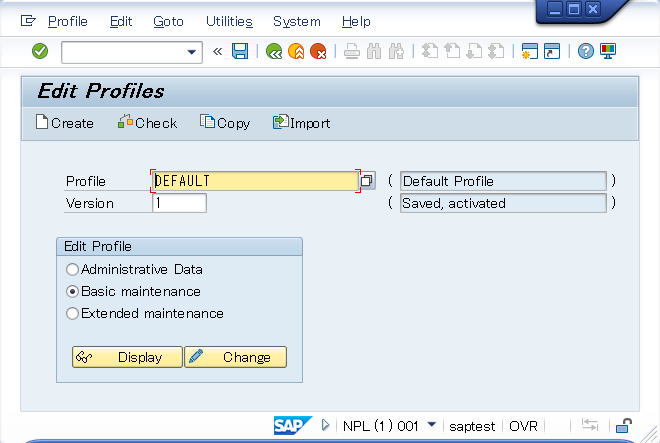 Profile Edit Goto Utilities System Help
Edit Profiles
Create Check Copy Import
Profile DEFAULT ( Default Profile )
Version 1 ( Saved, activated )
Edit Profile
Administrative Data
Basic maintenance
Extended maintenance
Display Change
SAP NPL (1) 001 saptest OVR